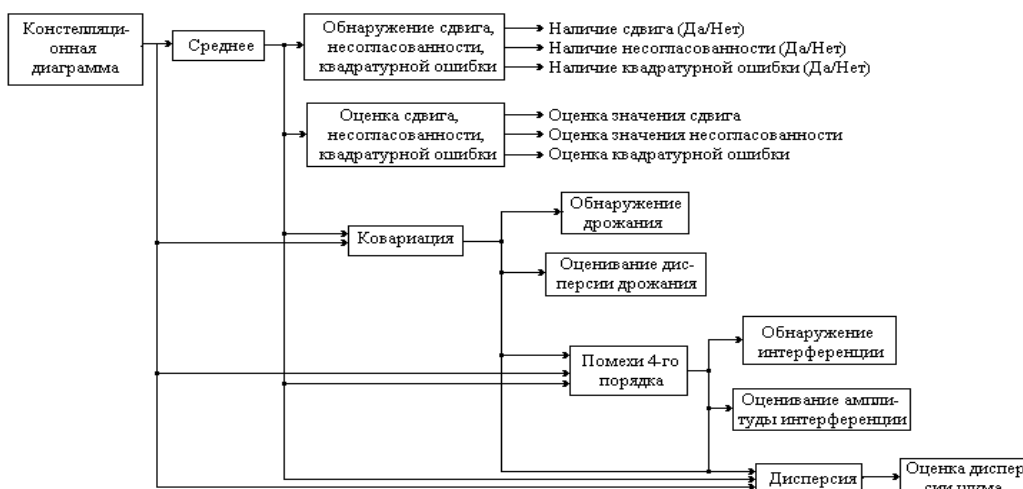 Констелляци-
онная
диаграмма
Среднее
Обнаружение сдвига,
несогласованности,
квадратурной ошибки
Наличие сдвига (Да/Нет)
Наличие несогласованности (Да/Нет)
Наличие квадратурной ошибки (Да/Нет)
Оценка сдвига,
несогласованности,
квадратурной ошибки
Оценка значения сдвига
Оценка значения несогласованности
Оценка квадратурной ошибки
Ковариация
Обнаружение
дрожания
Оценивание дис-
персии дрожания
Помехи 4-го
порядка
Обнаружение
интерференции
Оценивание ампли-
туды интерференции
Дисперсия
Оценка диспер
сии шума